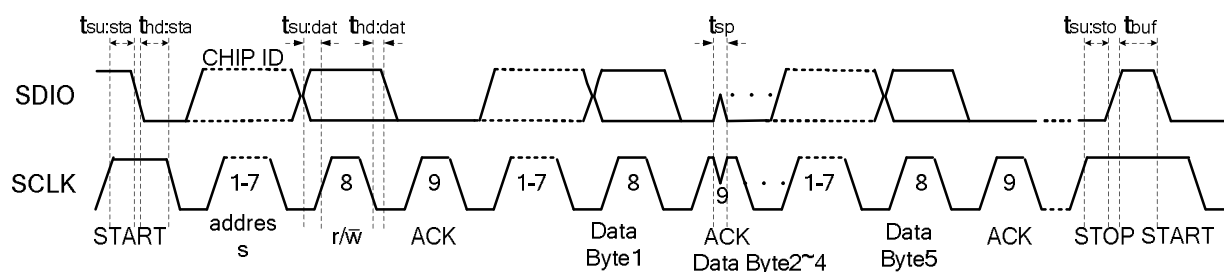 tsu:sta thd:sta tsu:dat thd:dat tsp tsu:sto tbuf
CHIP ID
SDIO
SCLK 1-7 8 9 1-7 8 9 1-7 8 9
START addres
s r/w̅ ACK Data
Byte1 ACK
Data Byte2~4 Data
Byte5 ACK STOP START